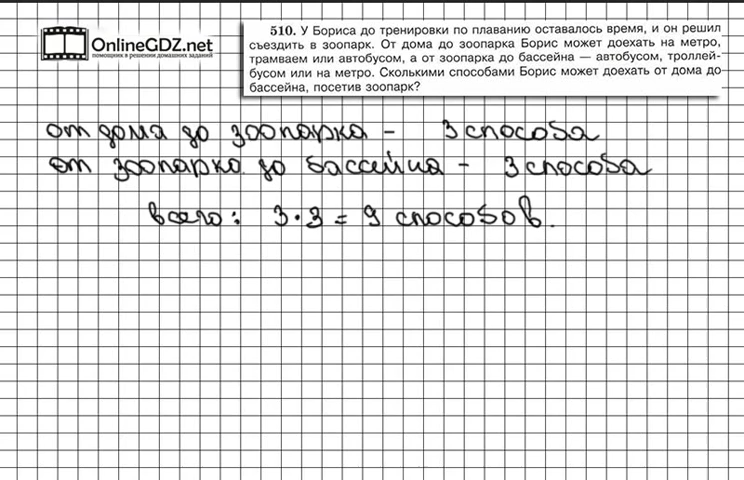 OnlineGDZ.net
помощник в решении домашних заданий
510. У Бориса до тренировки по плаванию оставалось время, и он решил
съездить в зоопарк. От дома до зоопарка Борис может доехать на метро,
трамваем или автобусом, а от зоопарка до бассейна — автобусом, троллей-
бусом или на метро. Сколькими способами Борис может доехать от дома до
бассейна, посетив зоопарк?
от дома до зоопарка - 3 способа
от зоопарка до бассейна - 3 способа
всего: 3·3 = 9 способов.